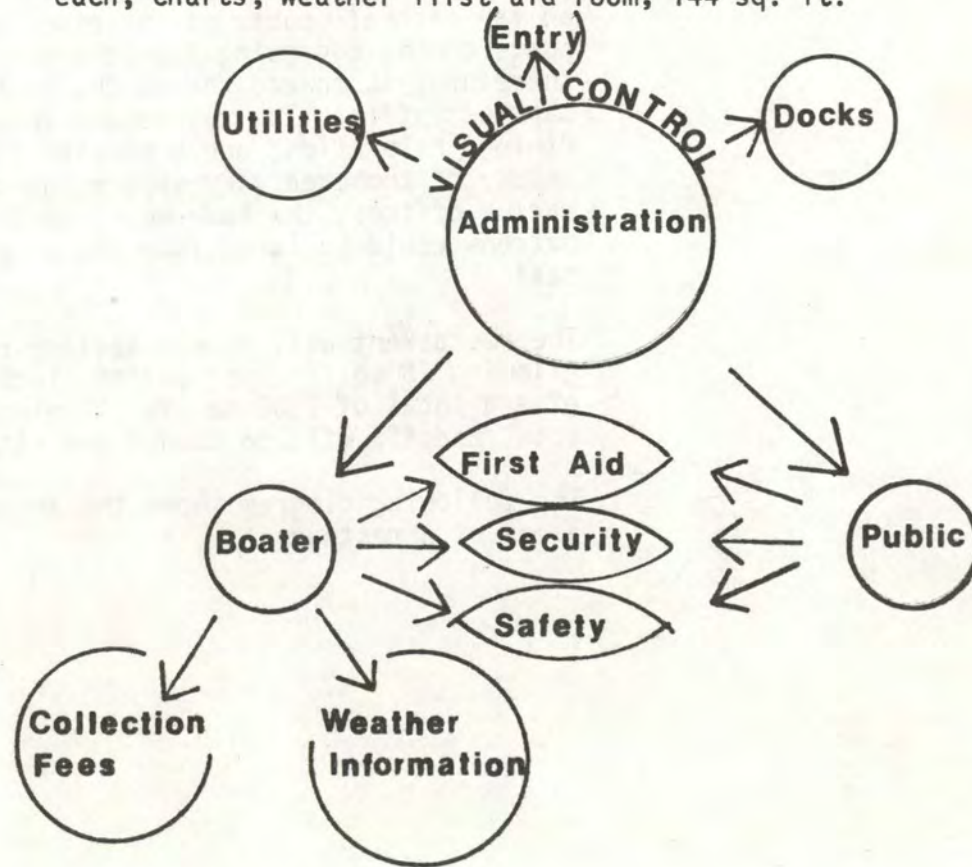 each, charts, weather first aid room, 144 sq. ft.
Entry
VISUAL CONTROL
Utilities
Docks
Administration
First Aid
Boater
Security
Public
Safety
Collection
Fees
Weather
Information